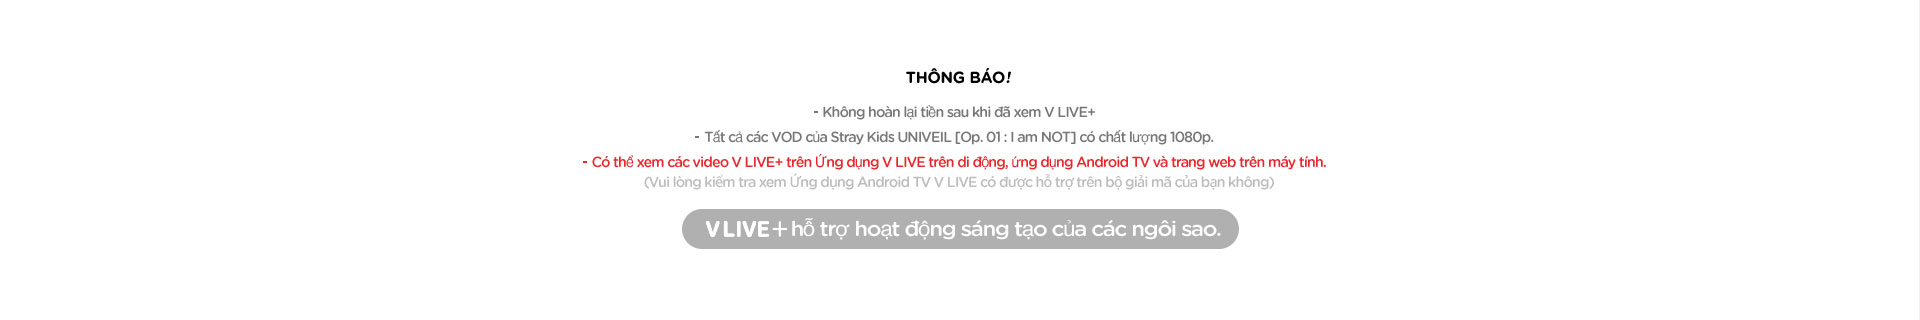 THÔNG BÁO!
- Không hoàn lại tiền sau khi đã xem V LIVE+
- Tất cả các VOD của Stray Kids UNIVEIL [Op. 01 : I am NOT] có chất lượng 1080p.
- Có thể xem các video V LIVE+ trên Ứng dụng V LIVE trên di động, ứng dụng Android TV và trang web trên máy tính.
(Vui lòng kiểm tra xem Ứng dụng Android TV V LIVE có được hỗ trợ trên bộ giải mã của bạn không)
V LIVE+ hỗ trợ hoạt động sáng tạo của các ngôi sao.